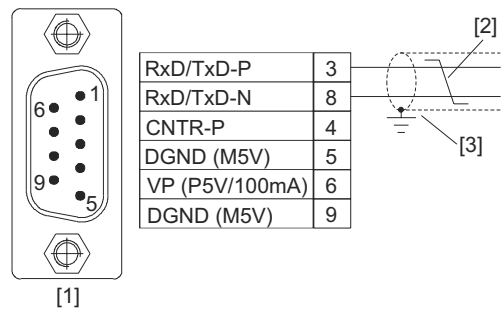 1
6
9
5
[1]
RxD/TxD-P 3
RxD/TxD-N 8
CNTR-P 4
DGND (M5V) 5
VP (P5V/100mA) 6
DGND (M5V) 9
[2]
[3]